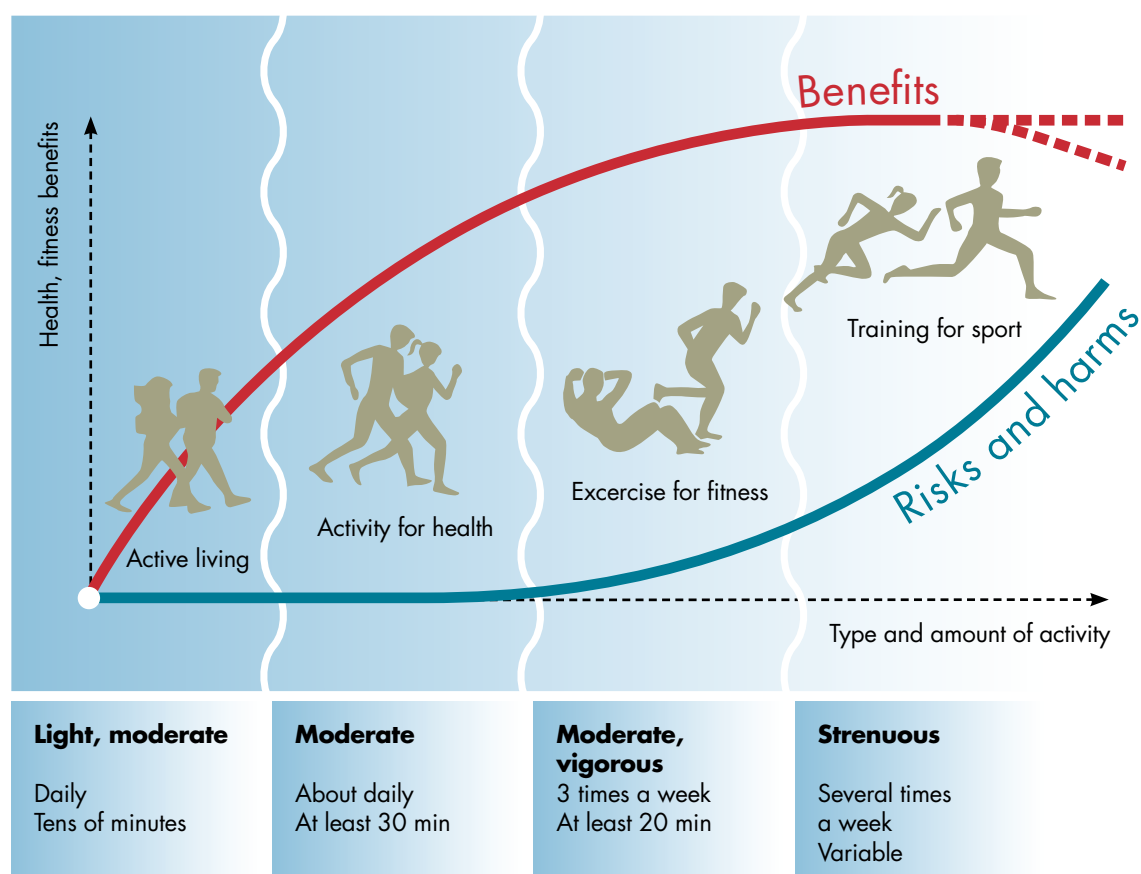 Benefits
Health, fitness benefits
Training for sport
Risks and harms
Excercise for fitness
Activity for health
Active living
Type and amount of activity
Light, moderate
Daily
Tens of minutes
Moderate
About daily
At least 30 min
Moderate,
vigorous
3 times a week
At least 20 min
Strenuous
Several times
a week
Variable